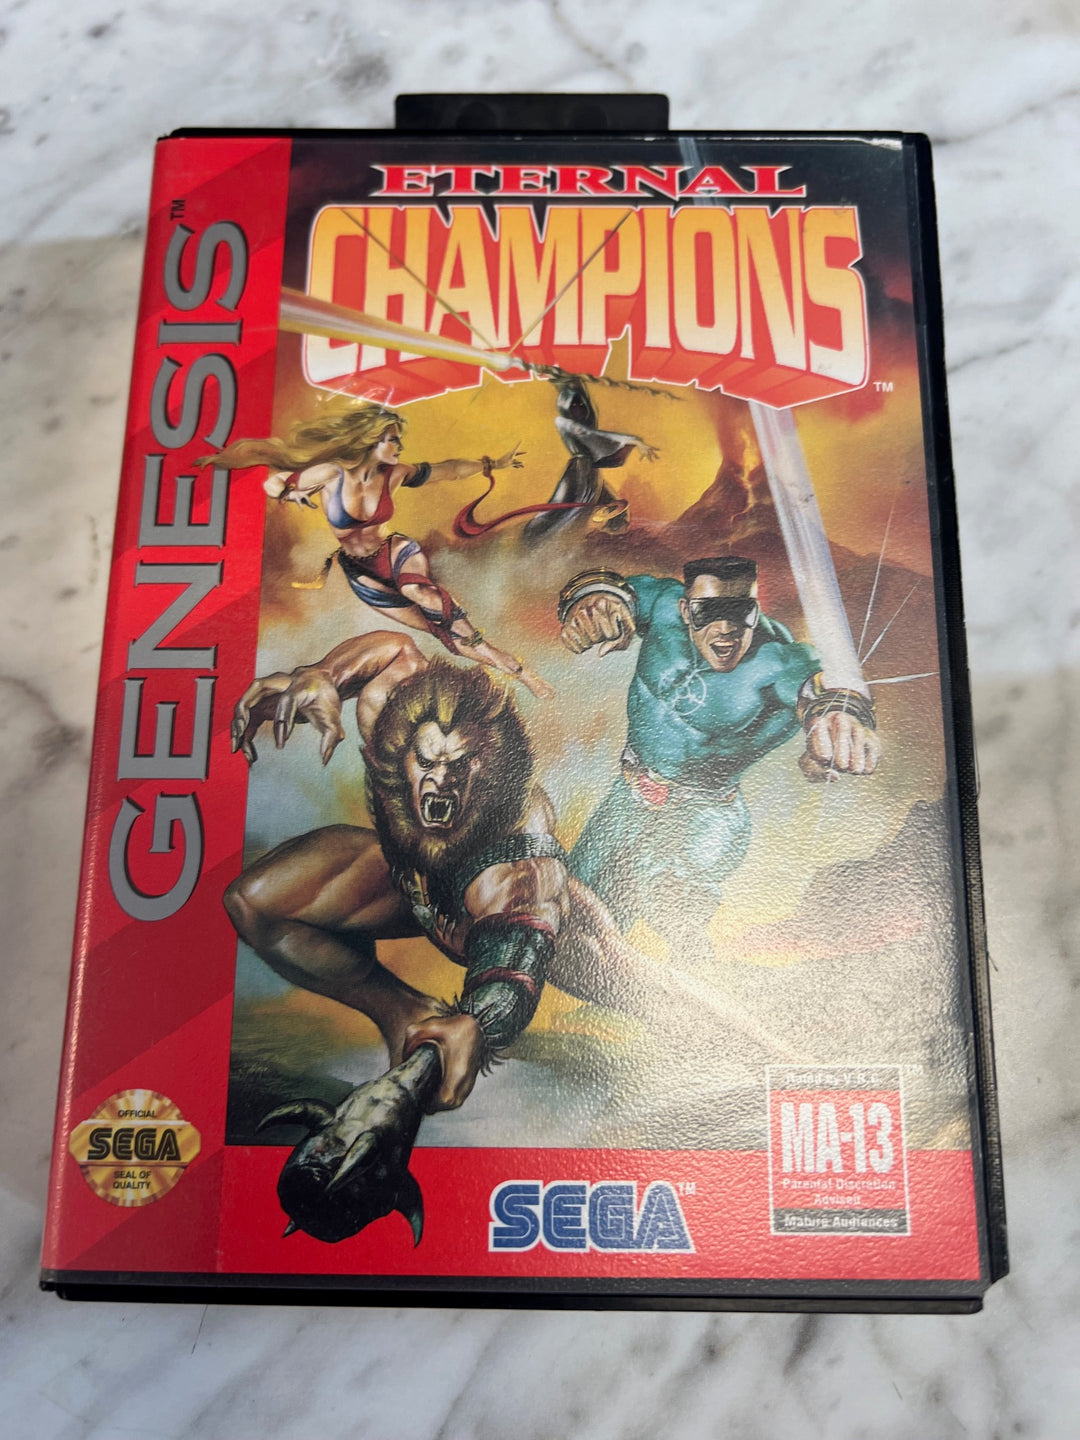 ETERNAL
CHAMPIONS
TM
GENESIS
TM
OFFICIAL
SEGA
SEAL OF
QUALITY
SEGA
TM
MA-13
Parental Discretion
Advised
Mature Audiences